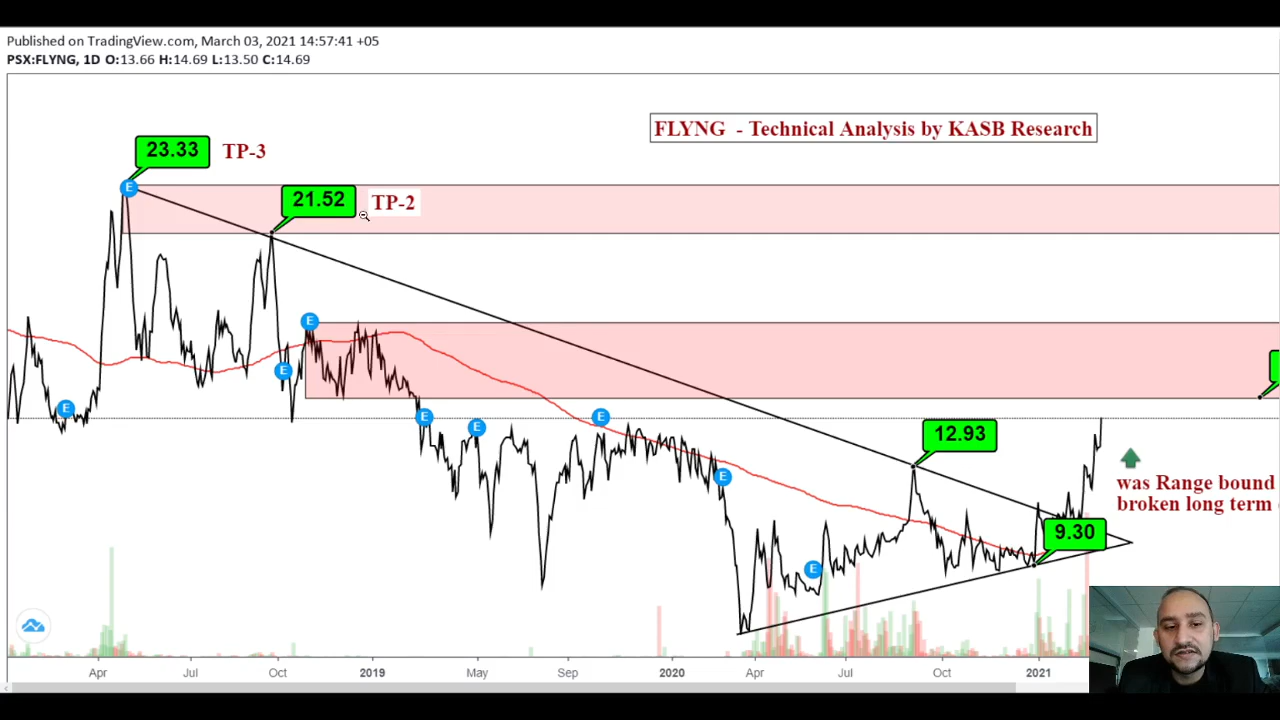 Published on TradingView.com, March 03, 2021 14:57:41 +05
PSX:FLYNG, 1D O:13.66 H:14.69 L:13.50 C:14.69
FLYNG - Technical Analysis by KASB Research
23.33 TP-3
21.52 TP-2
E
E
E
E
E
E
E
E
E
E
12.93
was Range bound
broken long term
9.30
Apr Jul Oct 2019 May Sep 2020 Apr Jul Oct 2021